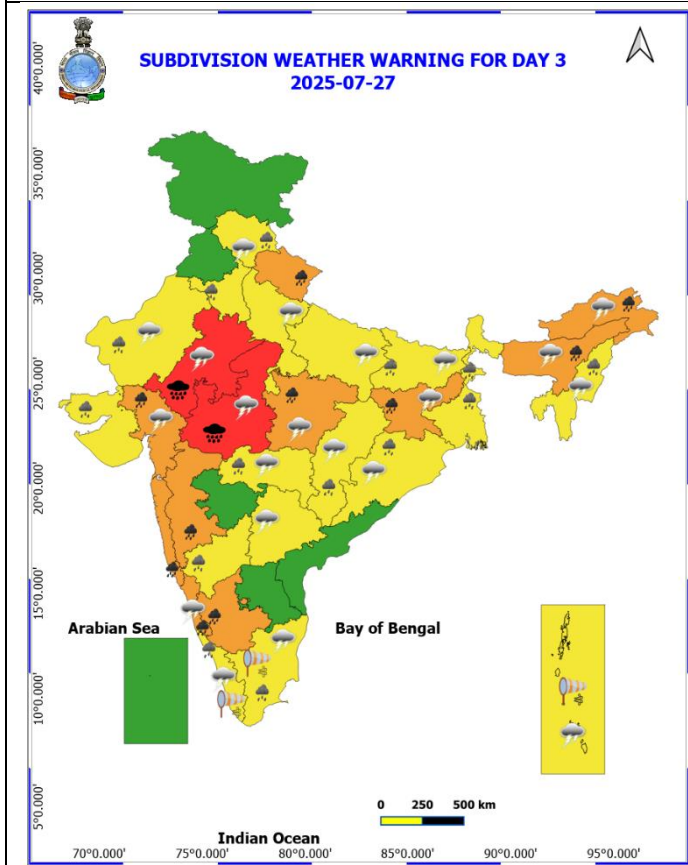 SUBDIVISION WEATHER WARNING FOR DAY 3
2025-07-27
40°0.000'
35°0.000'
30°0.000'
25°0.000'
20°0.000'
15°0.000'
10°0.000'
5°0.000'
Arabian Sea
Bay of Bengal
0 250 500 km
Indian Ocean
70°0.000' 75°0.000' 80°0.000' 85°0.000' 90°0.000' 95°0.000'